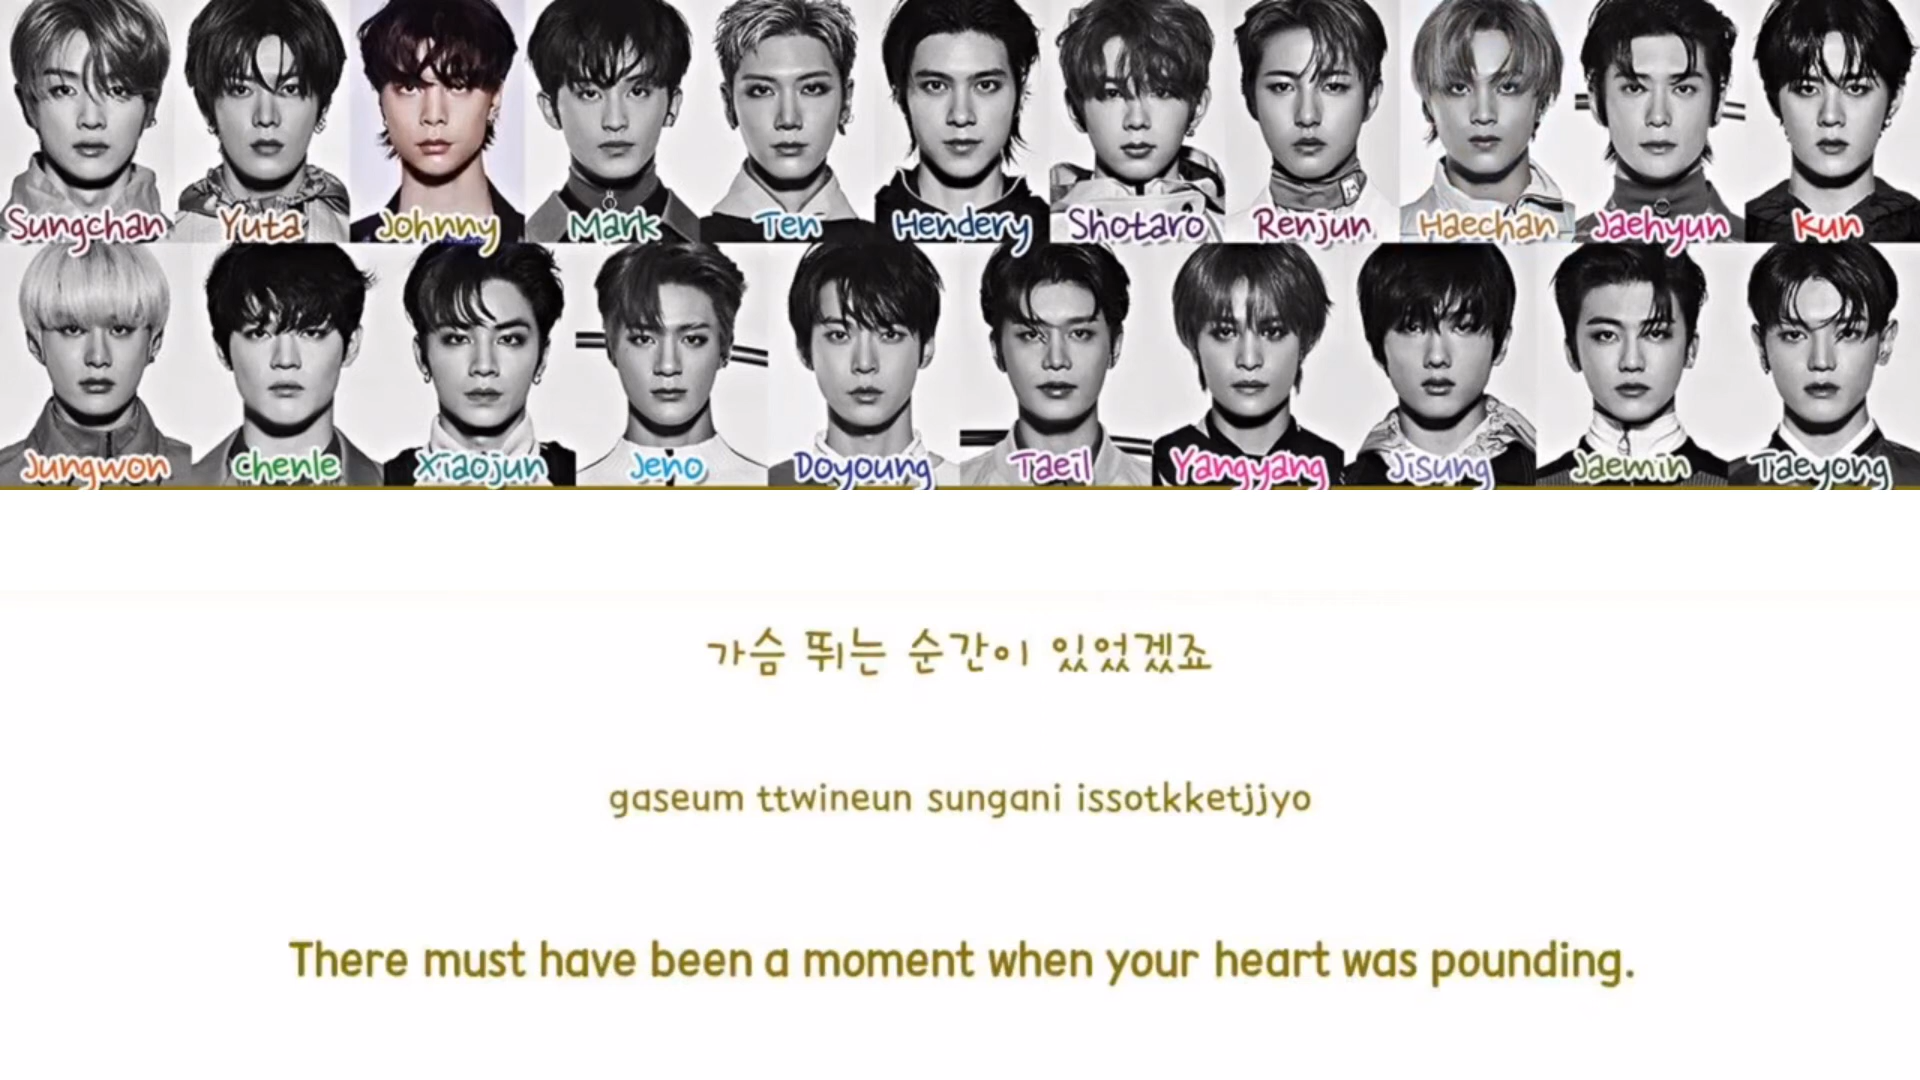 Sungchan Yuta Johnny Mark Ten Hendery Shotaro Renjun Haechan Jaehyun Kun
Jungwoo Chenle Xiaojun Jeno Doyoung Taeil Yangyang Jisung Jaemin Taeyong
가슴 뛰는 순간이 있었겠죠
gaseum ttwineun sungani issotkketjjyo
There must have been a moment when your heart was pounding.